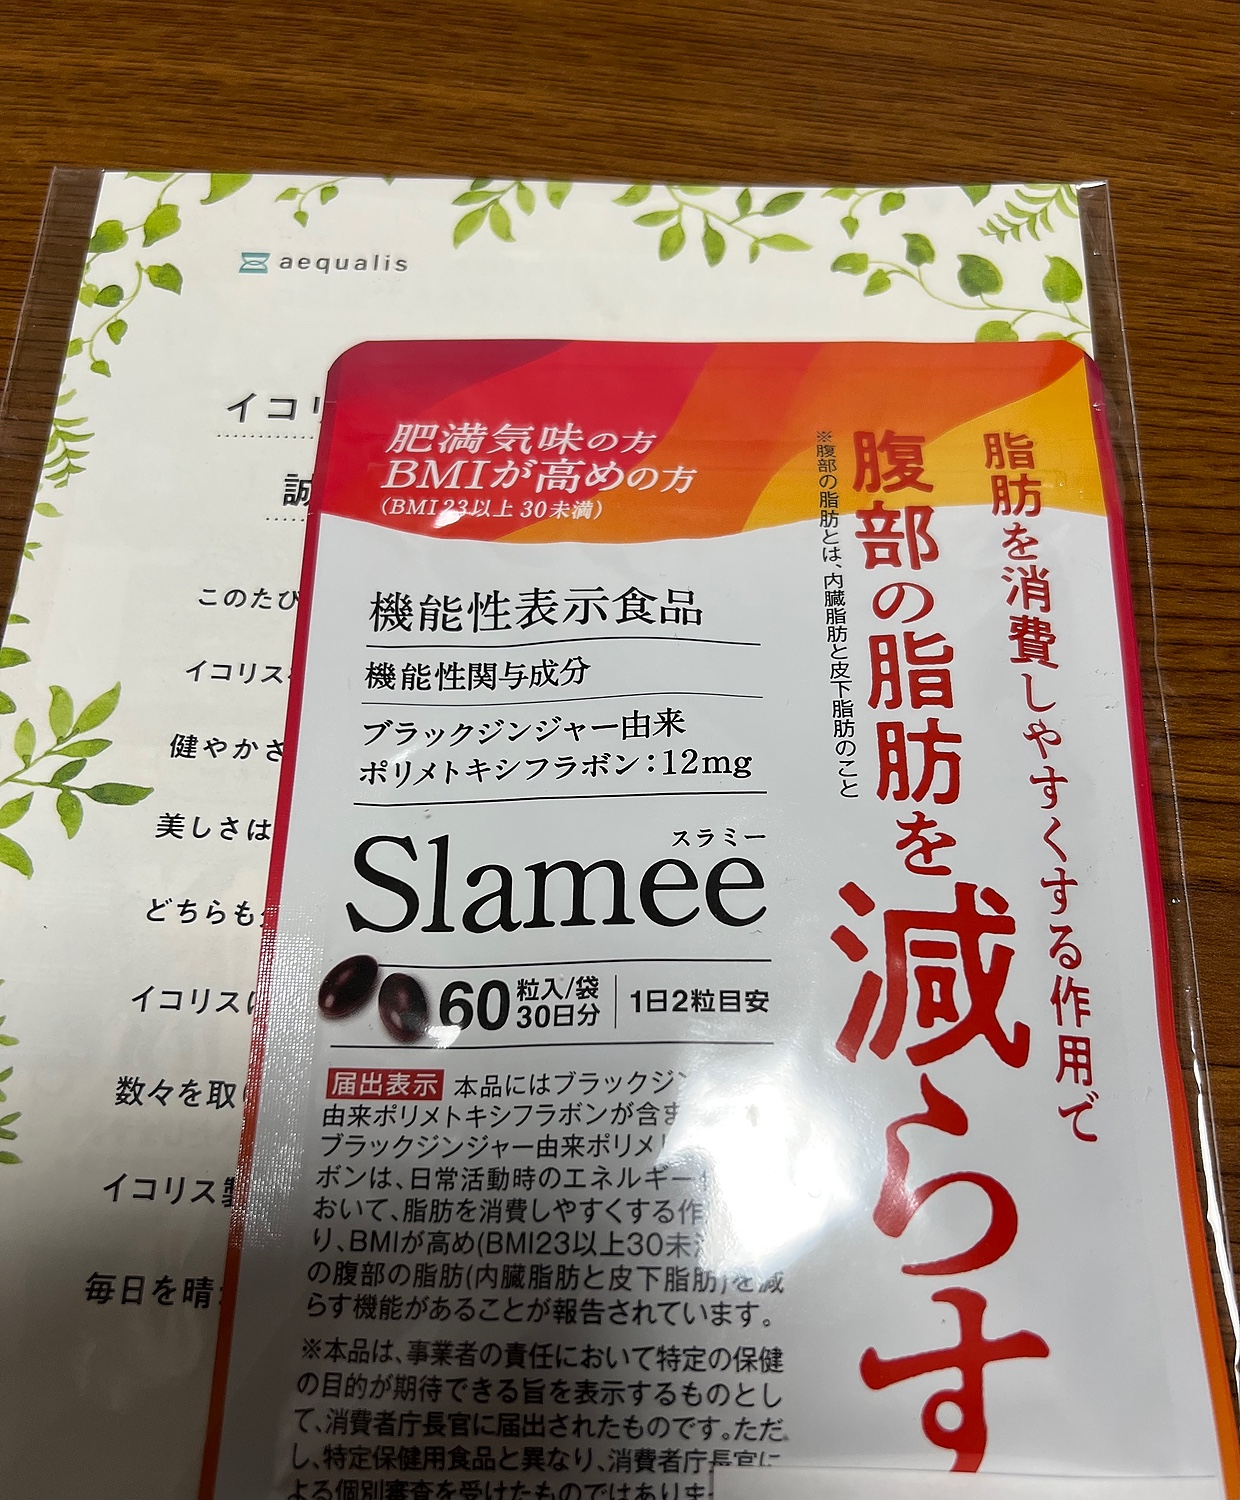 aequalis
イコリ
誠
このたび
イコリス
健やかさ
美しさは
どちらも
イコリスに
数々を取り
イコリス製
毎日を晴
肥満気味の方
BMIが高めの方
(BMI23以上 30未満)
脂肪を消費しやすくする作用で
腹部の脂肪を減らす
※腹部の脂肪とは、内臓脂肪と皮下脂肪のこと
機能性表示食品
機能性関与成分
ブラックジンジャー由来
ポリメトキシフラボン:12mg
スラミー
Slamee
60粒入/袋
30日分
1日2粒目安
届出表示 本品にはブラックジン
由来ポリメトキシフラボンが含ま
ブラックジンジャー由来ポリメ
ボンは、日常活動時のエネルギー
おいて、脂肪を消費しやすくする作
り、BMIが高め(BMI23以上30未
の腹部の脂肪(内臓脂肪と皮下脂肪)を減
らす機能があることが報告されています。
※本品は、事業者の責任において特定の保健
の目的が期待できる旨を表示するものとし
て、消費者庁長官に届出されたものです。ただ
し、特定保健用食品と異なり、消費者庁長官に
よる個別審査を受けたものではありま